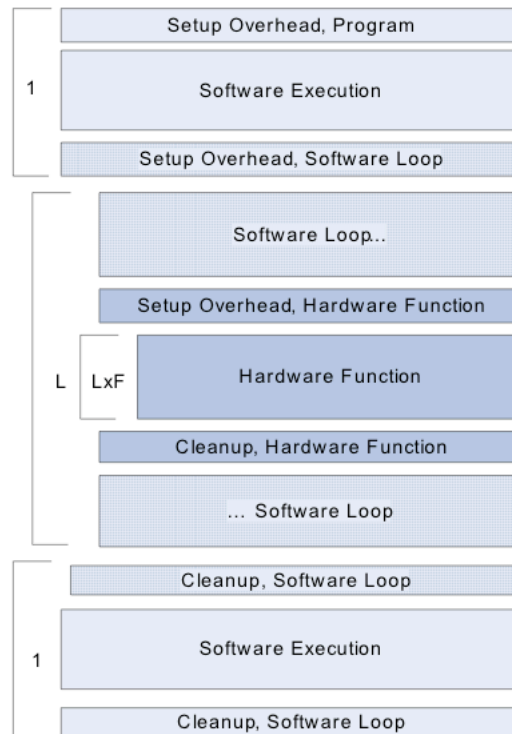 Setup Overhead, Program
1
Software Execution
Setup Overhead, Software Loop
Software Loop...
Setup Overhead, Hardware Function
L
LxF
Hardware Function
Cleanup, Hardware Function
... Software Loop
Cleanup, Software Loop
1
Software Execution
Cleanup, Software Loop